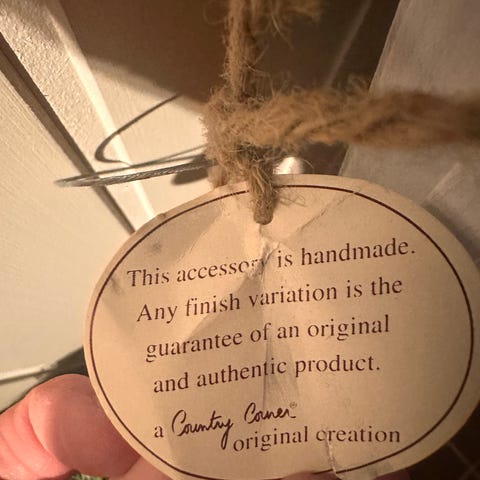 This accessory is handmade.
Any finish variation is the
guarantee of an original
and authentic product.
a Country Corner®
original creation